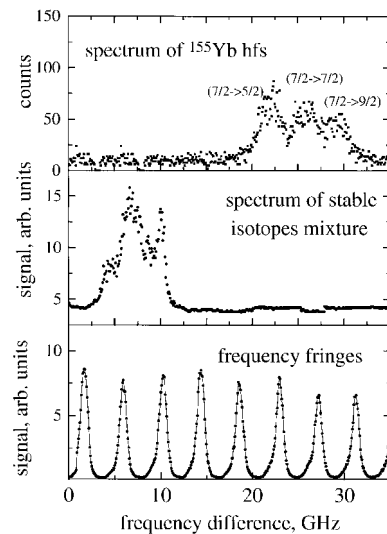 150
100
50
0
counts
spectrum of ¹⁵⁵Yb hfs
(7/2->5/2)
(7/2->7/2)
(7/2->9/2)
15
10
5
signal, arb. units
spectrum of stable
isotopes mixture
10
5
signal, arb. units
frequency fringes
0 10 20 30
frequency difference, GHz